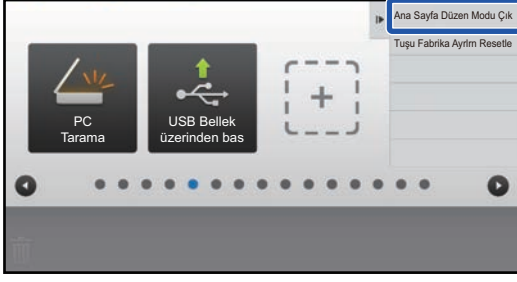 Ana Sayfa Düzen Modu Çık
Tuşu Fabrika Ayrlm Resetle
PC
Tarama
USB Bellek
üzerinden bas